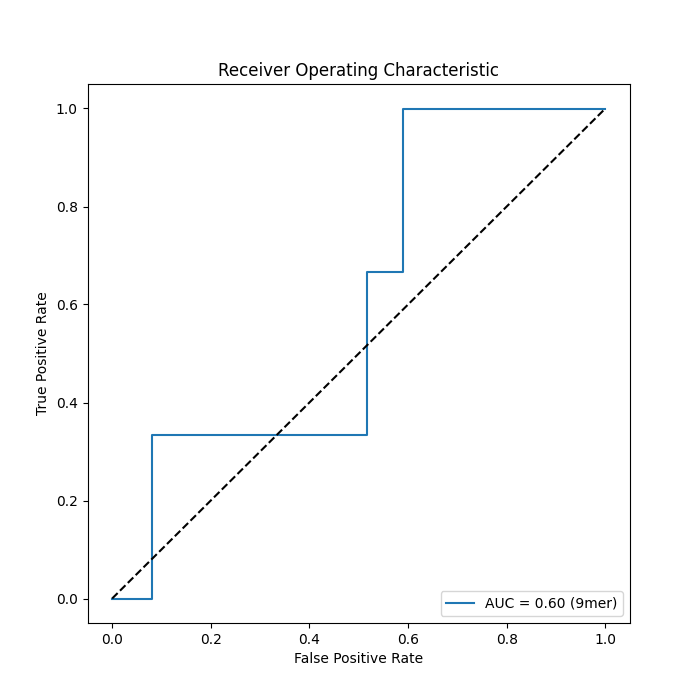 Receiver Operating Characteristic
1.0
0.8
0.6
0.4
0.2
0.0
True Positive Rate
AUC = 0.60 (9mer)
0.0 0.2 0.4 0.6 0.8 1.0
False Positive Rate